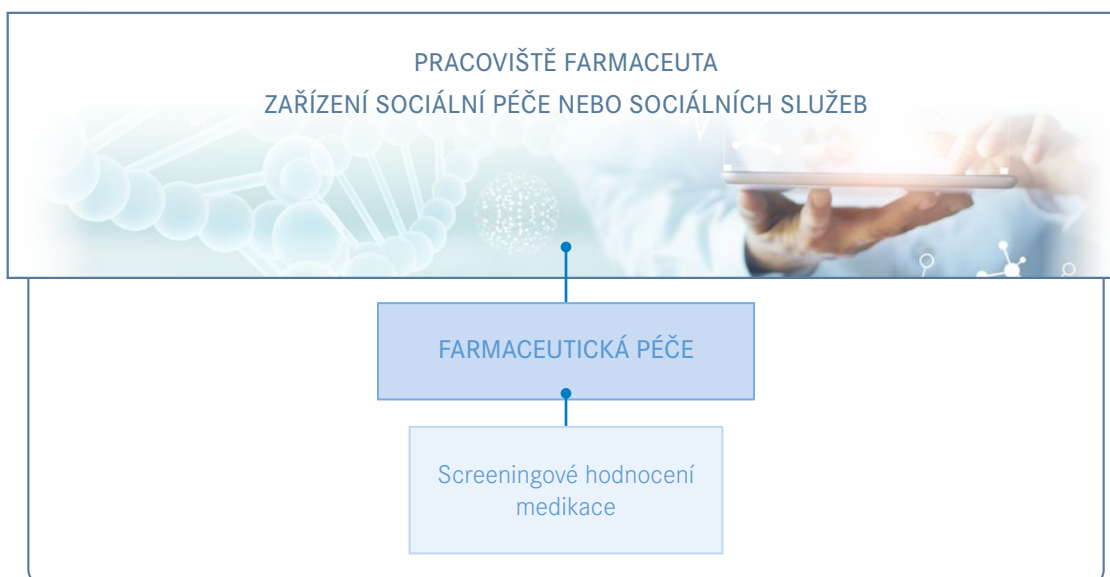 PRACOVIŠTĚ FARMACEUTA
ZAŘÍZENÍ SOCIÁLNÍ PÉČE NEBO SOCIÁLNÍCH SLUŽEB
FARMACEUTICKÁ PÉČE
Screeningové hodnocení
medikace